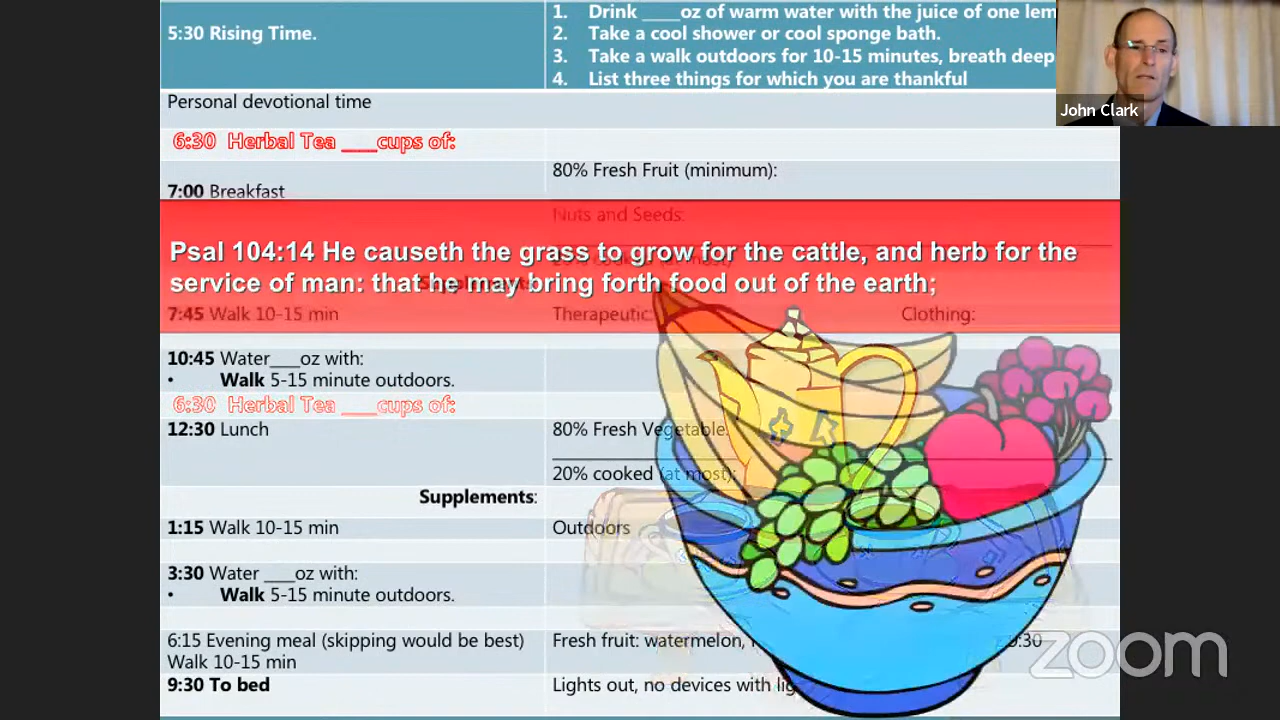 5:30 Rising Time.
1. Drink ____oz of warm water with the juice of one lem
2. Take a cool shower or cool sponge bath.
3. Take a walk outdoors for 10-15 minutes, breath deep
4. List three things for which you are thankful
John Clark
Personal devotional time
6:30 Herbal Tea ____cups of:
7:00 Breakfast
80% Fresh Fruit (minimum):
Nuts and Seeds:
Psal 104:14 He causeth the grass to grow for the cattle, and herb for the
service of man: that he may bring forth food out of the earth;
7:45 Walk 10-15 min
Therapeutic:
Clothing:
10:45 Water___oz with:
• Walk 5-15 minute outdoors.
6:30 Herbal Tea ____cups of:
12:30 Lunch
80% Fresh Vegetable:
20% cooked (at most):
Supplements:
1:15 Walk 10-15 min
Outdoors
3:30 Water ____oz with:
• Walk 5-15 minute outdoors.
6:15 Evening meal (skipping would be best)
Fresh fruit: watermelon,
Walk 10-15 min
9:30 To bed
Lights out, no devices with lig
zoom